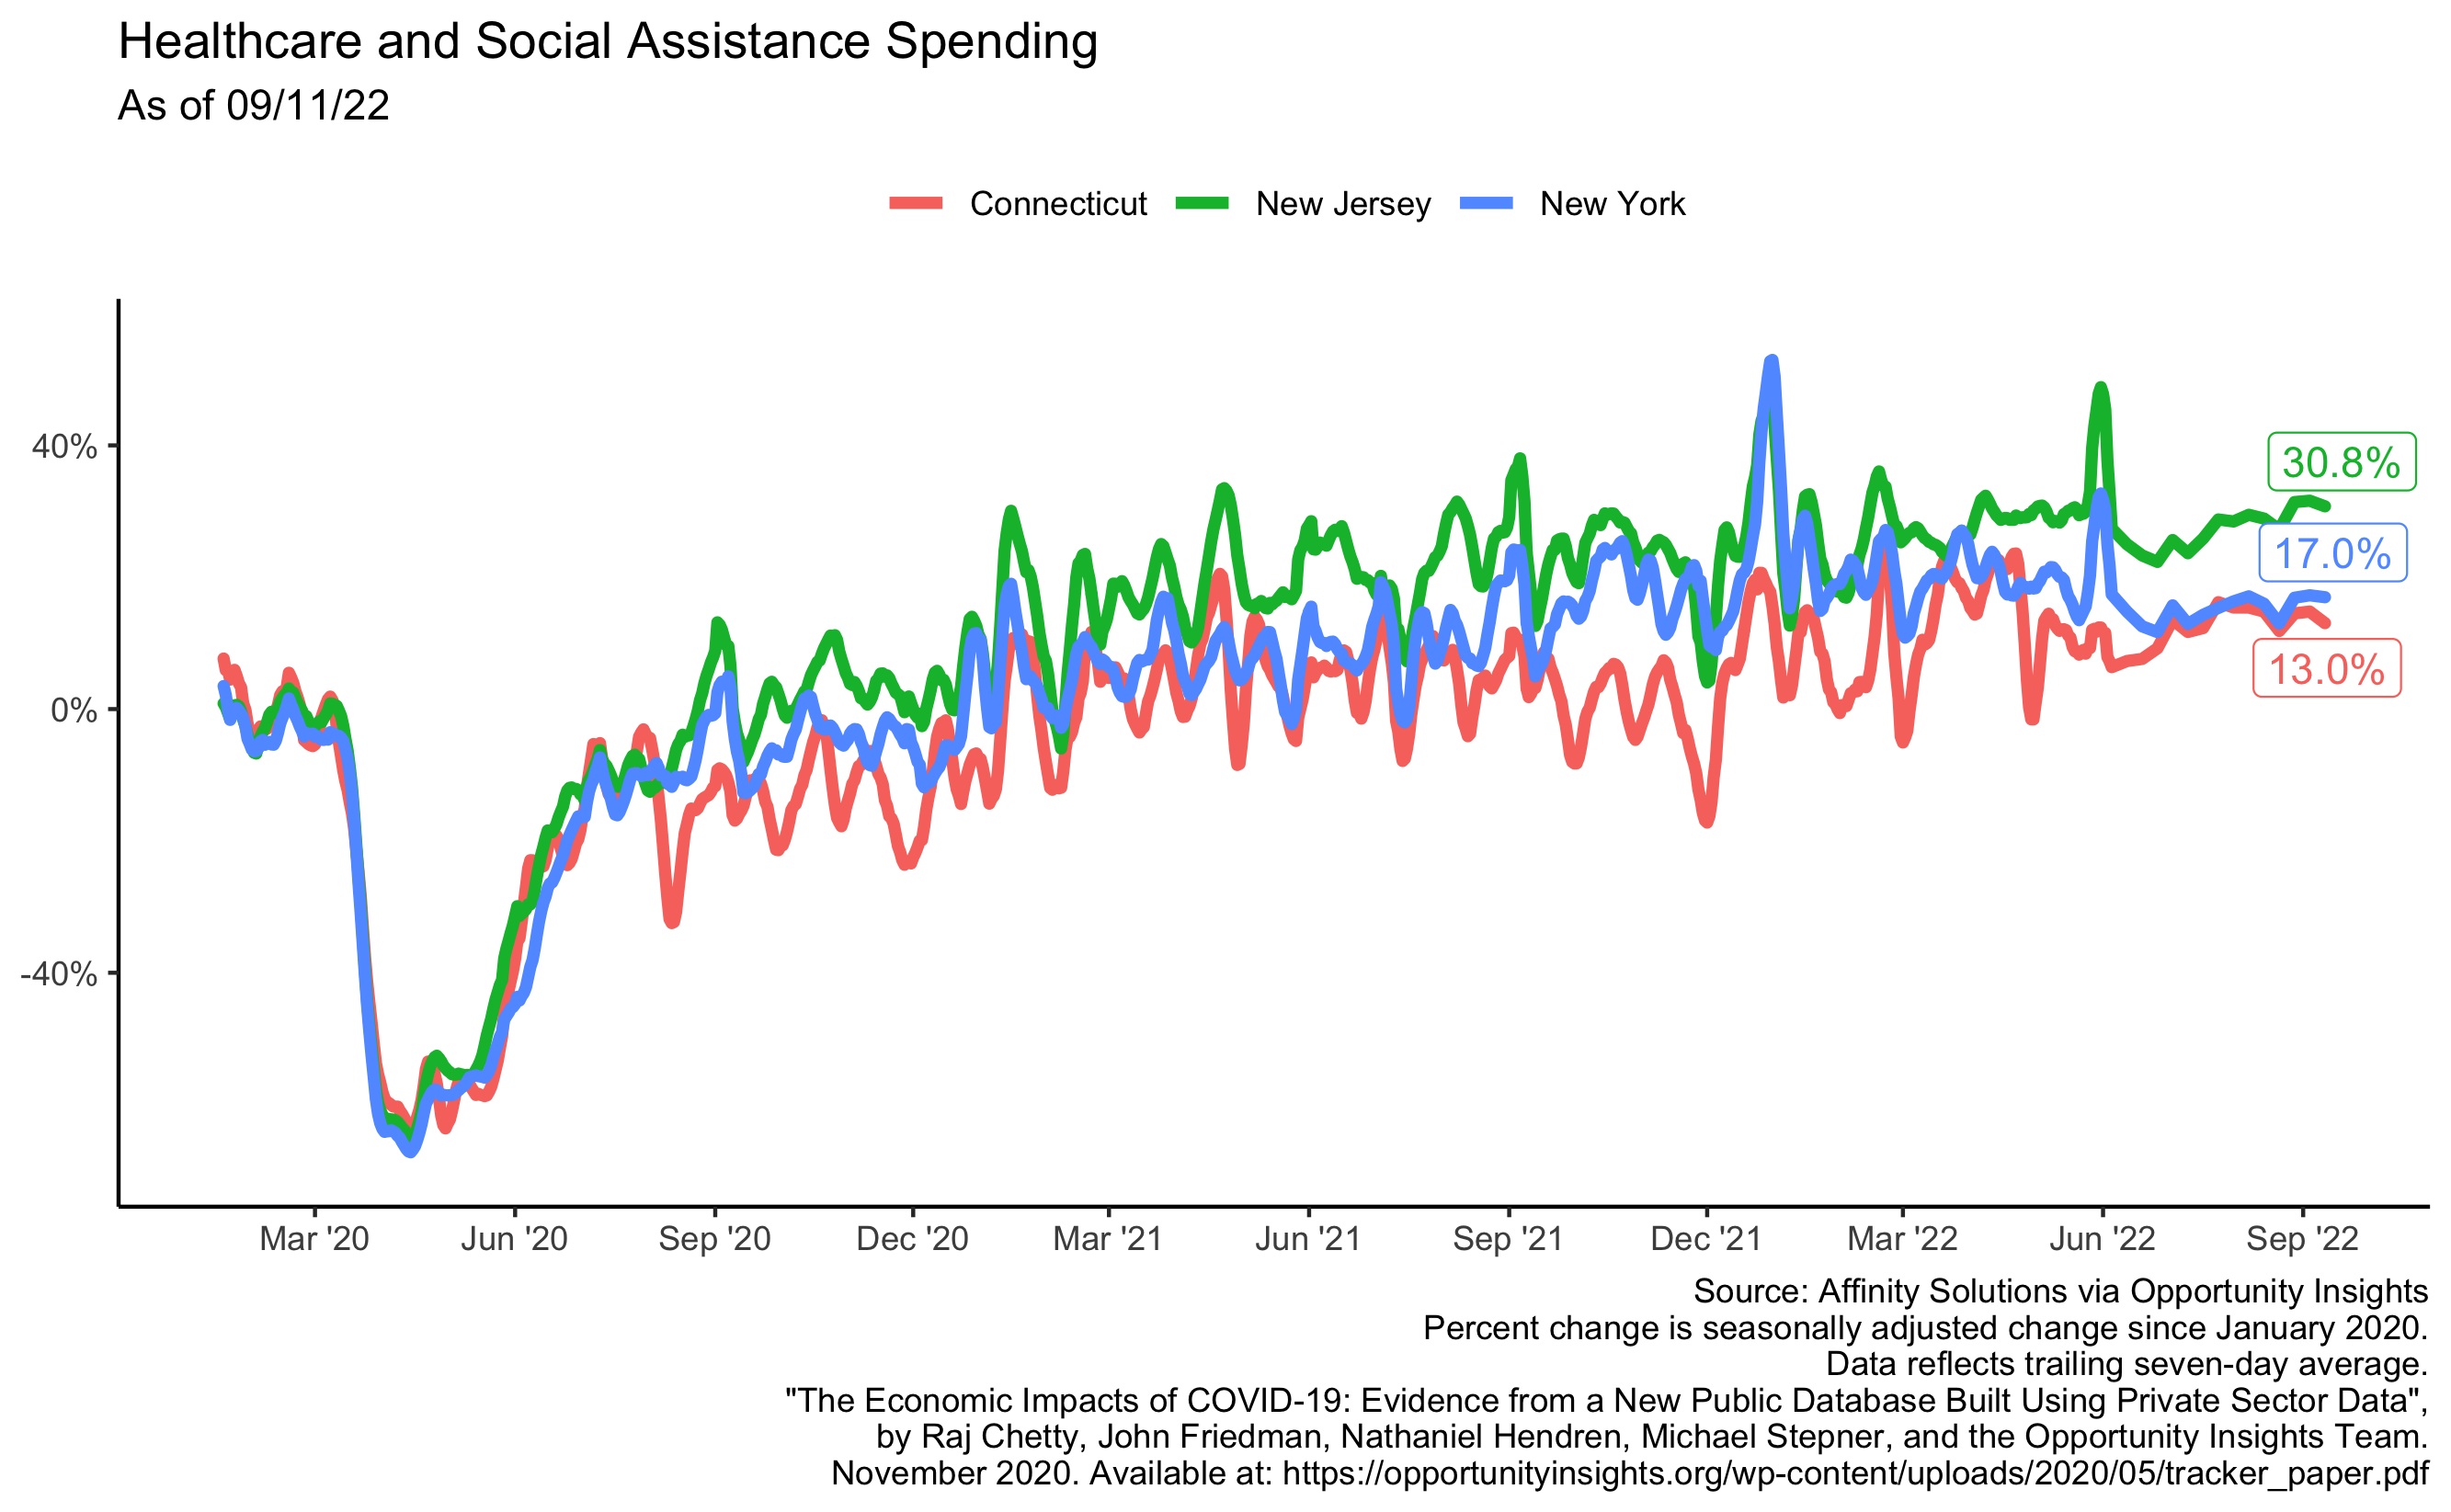 Healthcare and Social Assistance Spending
As of 09/11/22
Connecticut New Jersey New York
40%
0%
-40%
30.8%
17.0%
13.0%
Mar '20 Jun '20 Sep '20 Dec '20 Mar '21 Jun '21 Sep '21 Dec '21 Mar '22 Jun '22 Sep '22
Source: Affinity Solutions via Opportunity Insights
Percent change is seasonally adjusted change since January 2020.
Data reflects trailing seven-day average.
"The Economic Impacts of COVID-19: Evidence from a New Public Database Built Using Private Sector Data",
by Raj Chetty, John Friedman, Nathaniel Hendren, Michael Stepner, and the Opportunity Insights Team.
November 2020. Available at: https://opportunityinsights.org/wp-content/uploads/2020/05/tracker_paper.pdf